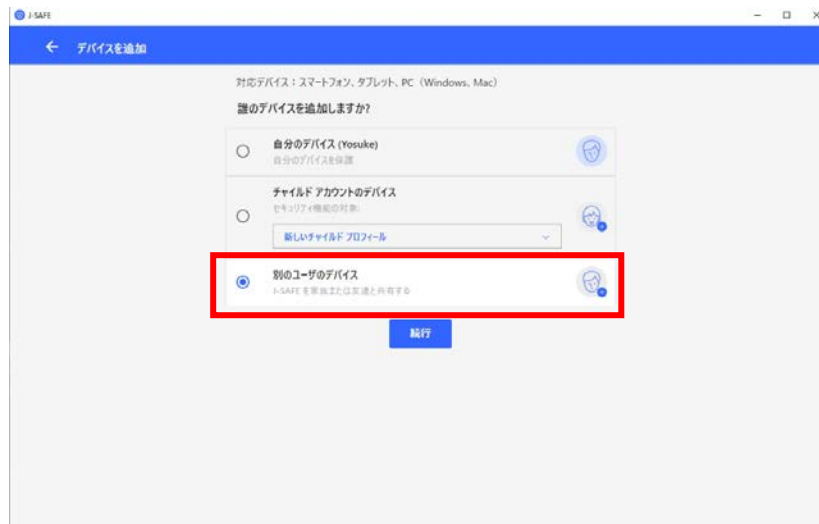 J-SAFE
デバイスを追加
対応デバイス：スマートフォン、タブレット、PC（Windows、Mac）
誰のデバイスを追加しますか?
自分のデバイス (Yosuke)
自分のデバイスを保護
チャイルド アカウントのデバイス
セキュリティ機能の対象:
新しいチャイルド プロフィール
別のユーザのデバイス
J-SAFE を家族または友達と共有する
続行